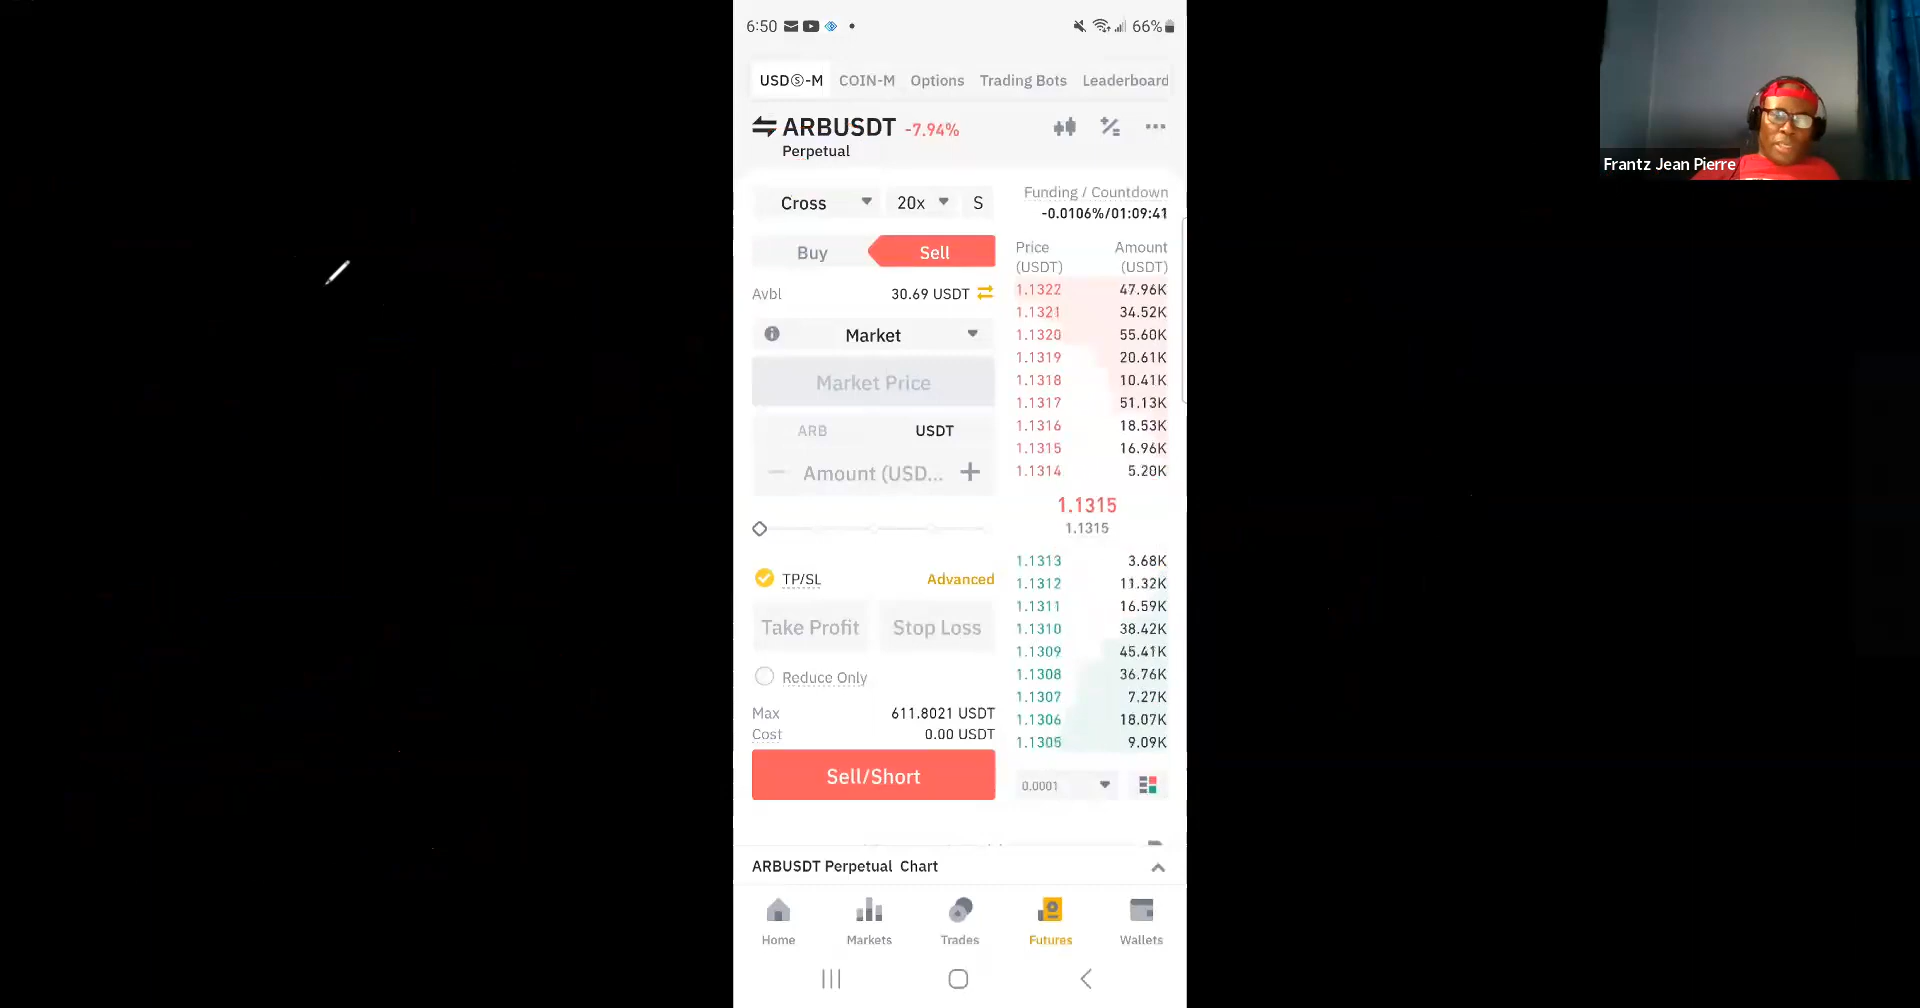 6:50
66%
USDⓈ-M COIN-M Options Trading Bots Leaderboard
ARBUSDT -7.94%
Perpetual
Cross 20x S
Buy Sell
Avbl 30.69 USDT
Market
Market Price
ARB USDT
Amount (USD...
TP/SL Advanced
Take Profit Stop Loss
Reduce Only
Max 611.8021 USDT
Cost 0.00 USDT
Sell/Short
Funding / Countdown
-0.0106%/01:09:41
Price Amount
(USDT) (USDT)
1.1322 47.96K
1.1321 34.52K
1.1320 55.60K
1.1319 20.61K
1.1318 10.41K
1.1317 51.13K
1.1316 18.53K
1.1315 16.96K
1.1314 5.20K
1.1315
1.1315
1.1313 3.68K
1.1312 11.32K
1.1311 16.59K
1.1310 38.42K
1.1309 45.41K
1.1308 36.76K
1.1307 7.27K
1.1306 18.07K
1.1305 9.09K
0.0001
ARBUSDT Perpetual Chart
Home Markets Trades Futures Wallets
Frantz Jean Pierre